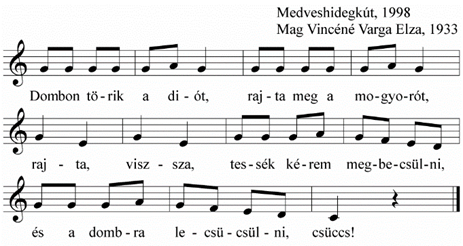 Medveshidegkút, 1998
Mag Vincéné Varga Elza, 1933
Dombon tö-rik a di-ót, raj-ta meg a mo-gyo-rót,
raj-ta, visz-sza, tes-sék ké-rem meg-be-csül-ni,
és a domb-ra le-csü-csül-ni, csüccs!